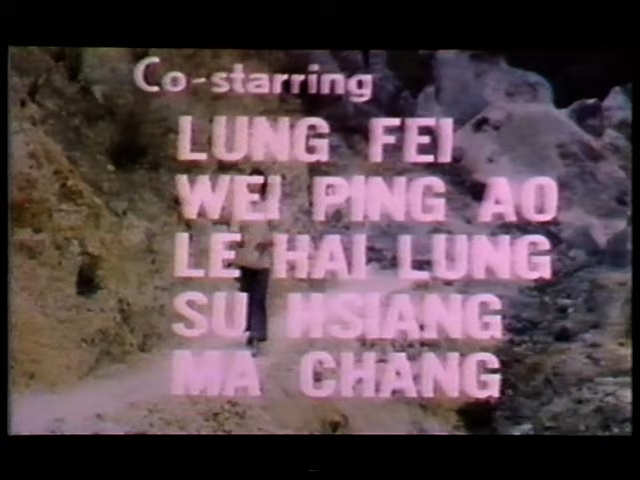 Co-starring
LUNG FEI
WEI PING AO
LE HAI LUNG
SU HSIANG
MA CHANG